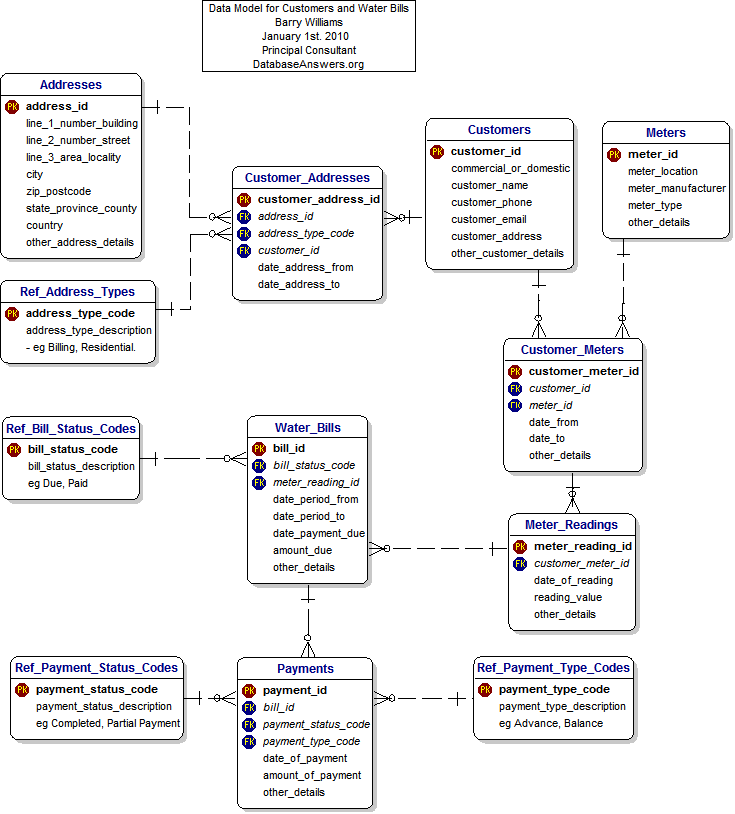 Data Model for Customers and Water Bills
Barry Williams
January 1st. 2010
Principal Consultant
DatabaseAnswers.org
Addresses
PK address_id
line_1_number_building
line_2_number_street
line_3_area_locality
city
zip_postcode
state_province_county
country
other_address_details
Customer_Addresses
PK customer_address_id
FK address_id
FK address_type_code
FK customer_id
date_address_from
date_address_to
Customers
PK customer_id
commercial_or_domestic
customer_name
customer_phone
customer_email
customer_address
other_customer_details
Meters
PK meter_id
meter_location
meter_manufacturer
meter_type
other_details
Ref_Address_Types
PK address_type_code
address_type_description
- eg Billing, Residential.
Customer_Meters
PK customer_meter_id
FK customer_id
FK meter_id
date_from
date_to
other_details
Ref_Bill_Status_Codes
PK bill_status_code
bill_status_description
eg Due, Paid
Water_Bills
PK bill_id
FK bill_status_code
FK meter_reading_id
date_period_from
date_period_to
date_payment_due
amount_due
other_details
Meter_Readings
PK meter_reading_id
FK customer_meter_id
date_of_reading
reading_value
other_details
Ref_Payment_Status_Codes
PK payment_status_code
payment_status_description
eg Completed, Partial Payment
Payments
PK payment_id
FK bill_id
FK payment_status_code
FK payment_type_code
date_of_payment
amount_of_payment
other_details
Ref_Payment_Type_Codes
PK payment_type_code
payment_type_description
eg Advance, Balance